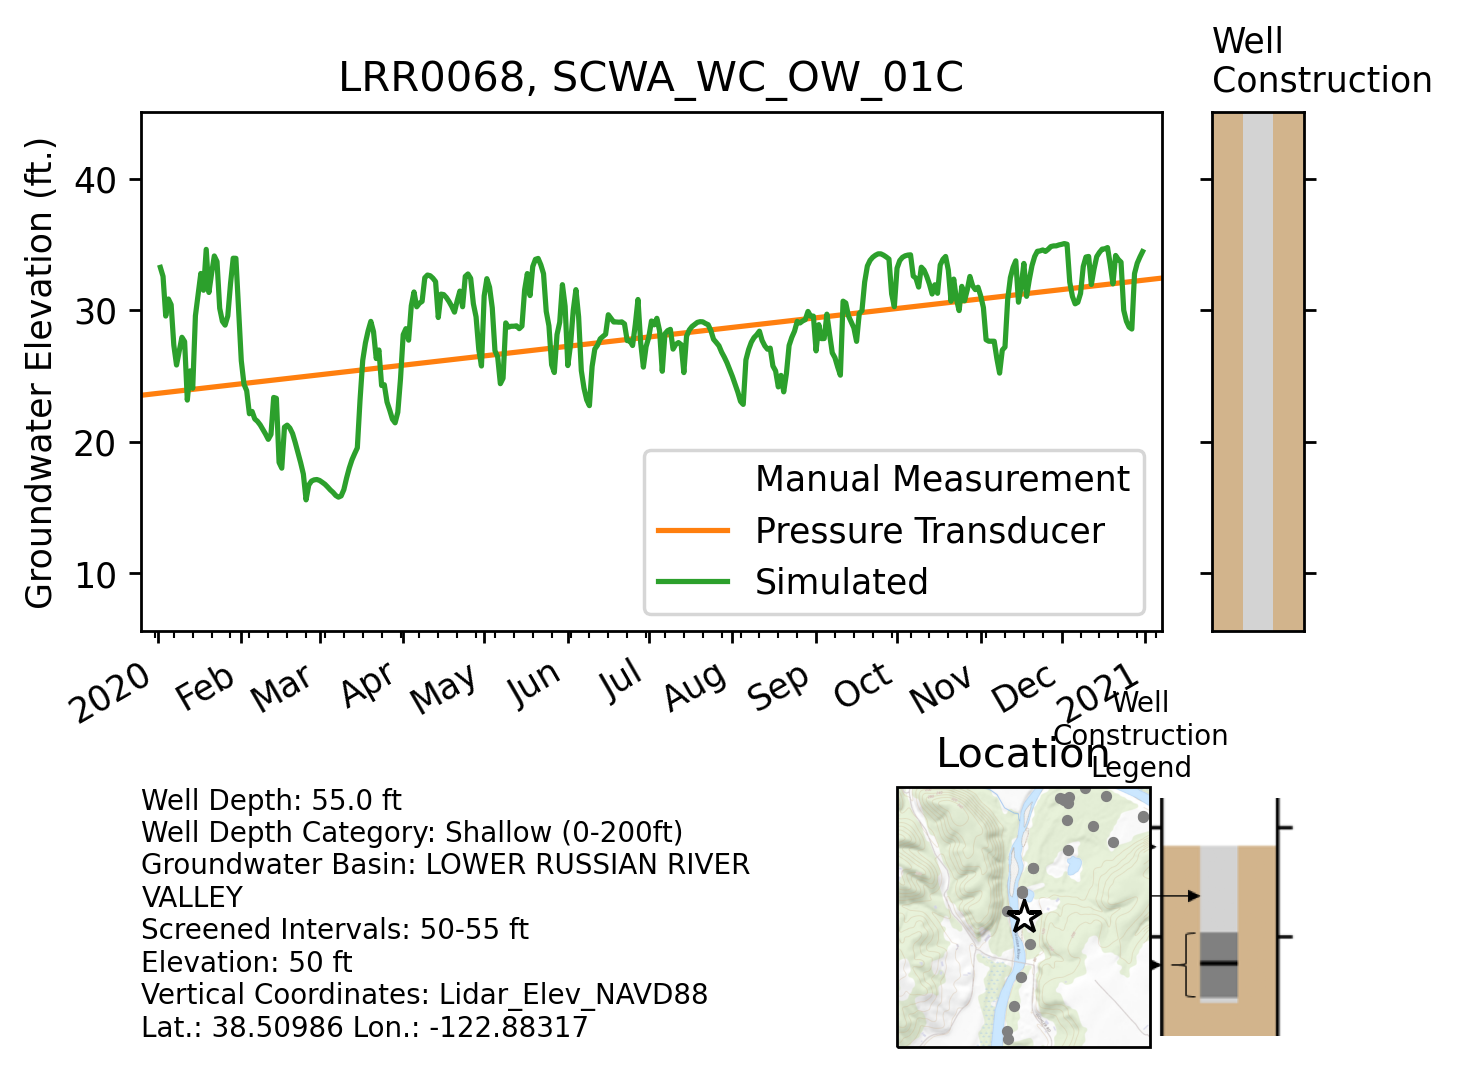 Well
Construction
LRR0068, SCWA_WC_OW_01C
Groundwater Elevation (ft.)
40
30
20
10
Manual Measurement
Pressure Transducer
Simulated
2020
Feb
Mar
Apr
May
Jun
Jul
Aug
Sep
Oct
Nov
Dec
2021
Well
Construction
Legend
Location
Well Depth: 55.0 ft
Well Depth Category: Shallow (0-200ft)
Groundwater Basin: LOWER RUSSIAN RIVER
VALLEY
Screened Intervals: 50-55 ft
Elevation: 50 ft
Vertical Coordinates: Lidar_Elev_NAVD88
Lat.: 38.50986 Lon.: -122.88317